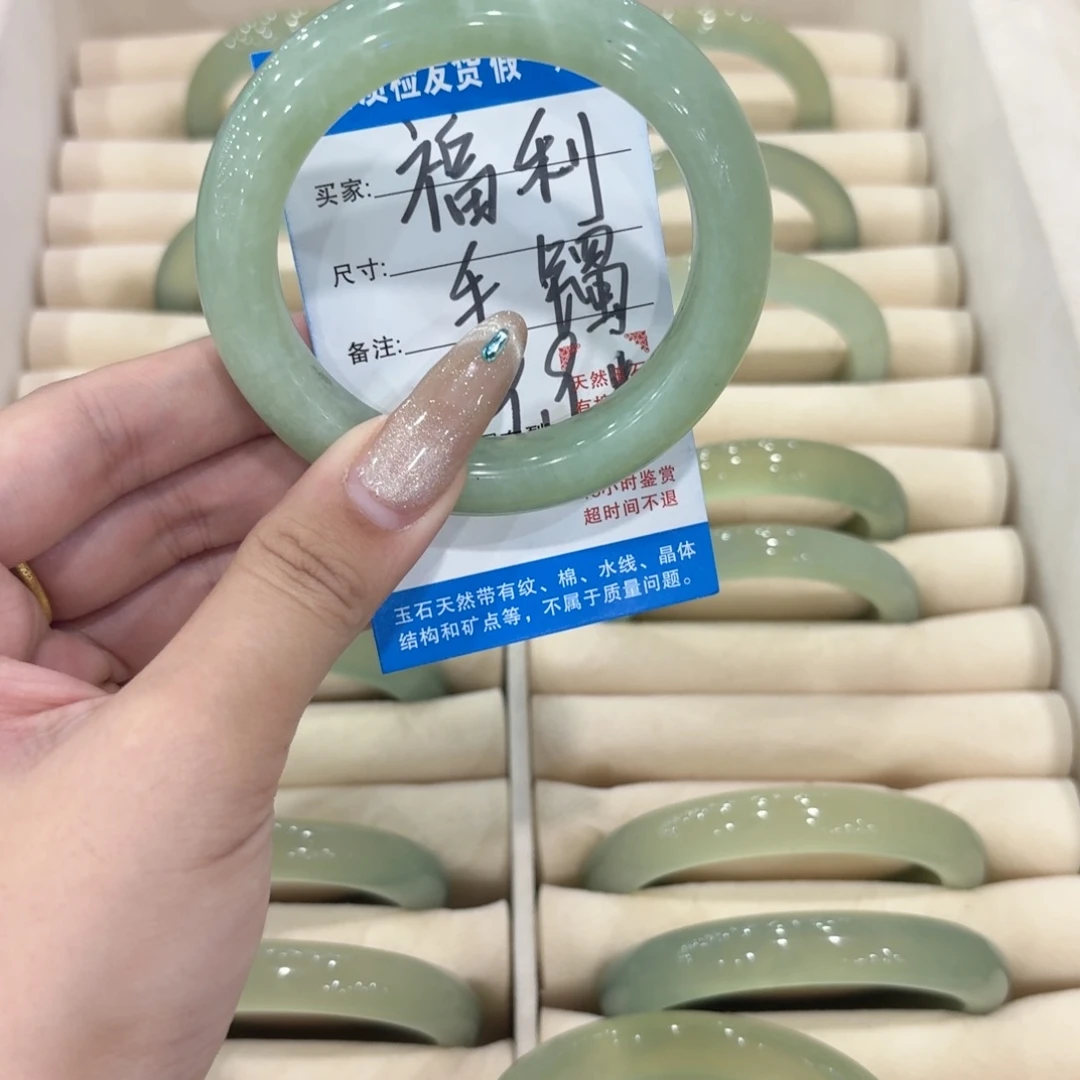 质检发货 假
买家: 福利
尺寸: 手镯
备注:
天然
小时鉴赏
超时间不退
玉石天然带有纹、棉、水线、晶体
结构和矿点等，不属于质量问题。